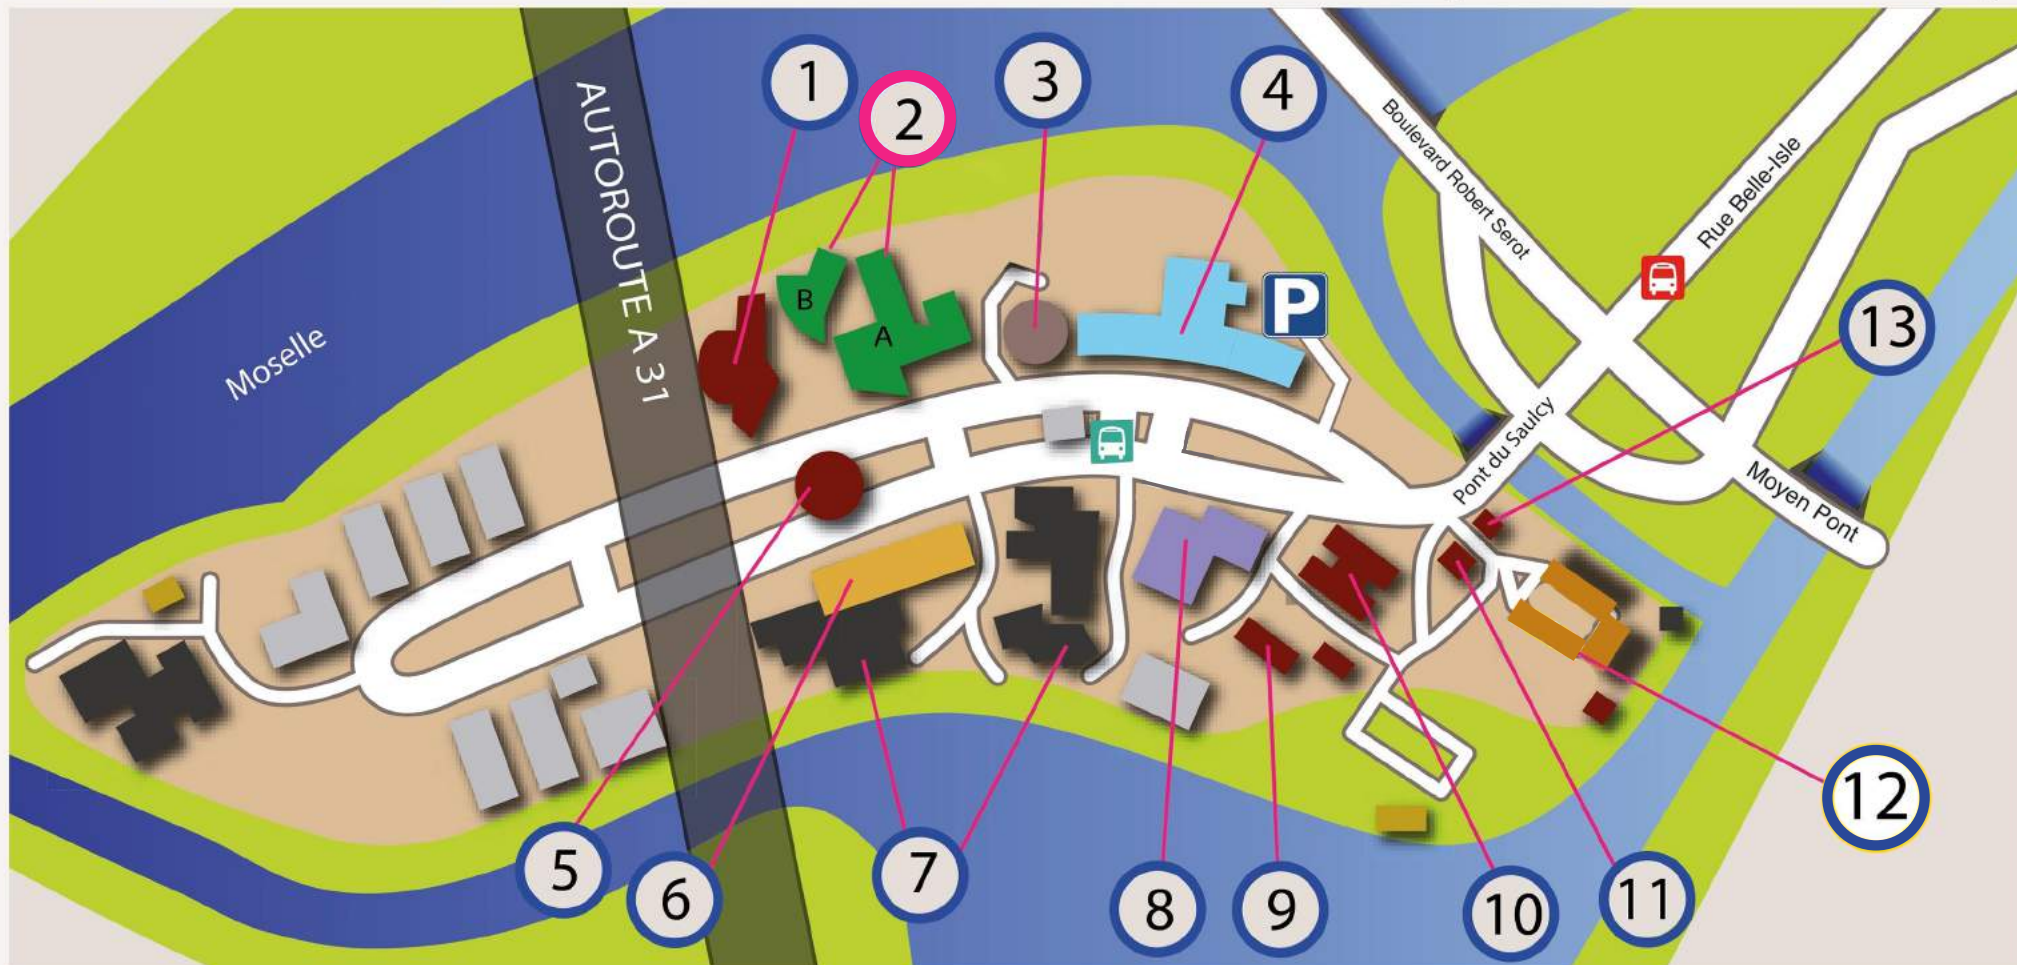 1
2
3
4
AUTOROUTE A 31
Boulevard Robert Serot
Rue Belle-Isle
B
A
P
13
Moselle
Pont du Saulcy
Moyen Pont
12
5
6
7
8
9
10
11